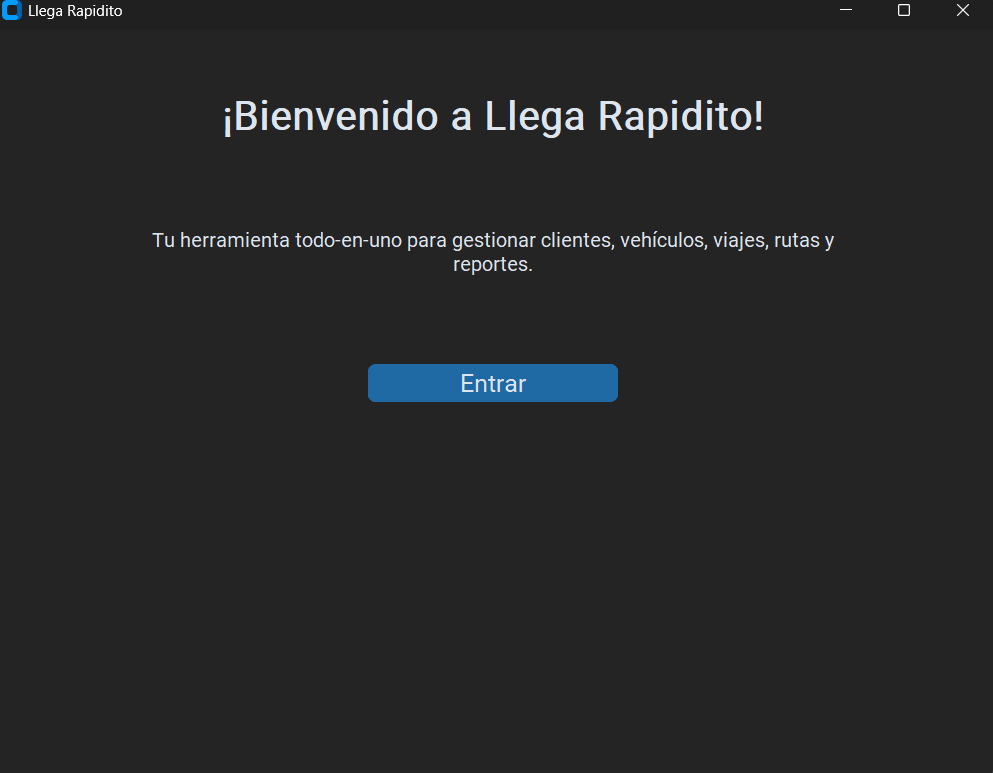 Llega Rapidito
¡Bienvenido a Llega Rapidito!
Tu herramienta todo-en-uno para gestionar clientes, vehículos, viajes, rutas y
reportes.
Entrar